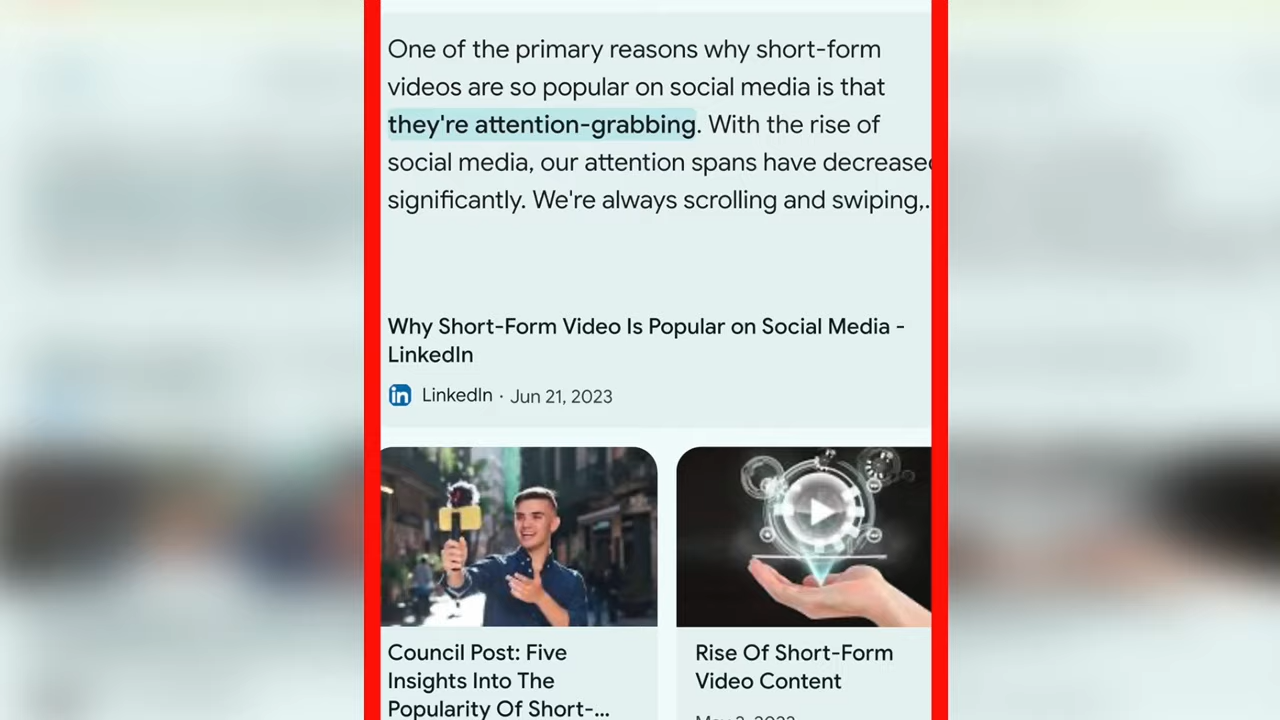 One of the primary reasons why short-form
videos are so popular on social media is that
they're attention-grabbing. With the rise of
social media, our attention spans have decreased
significantly. We're always scrolling and swiping,..
Why Short-Form Video Is Popular on Social Media -
LinkedIn
in LinkedIn · Jun 21, 2023
Council Post: Five
Insights Into The
Popularity Of Short-...
Rise Of Short-Form
Video Content